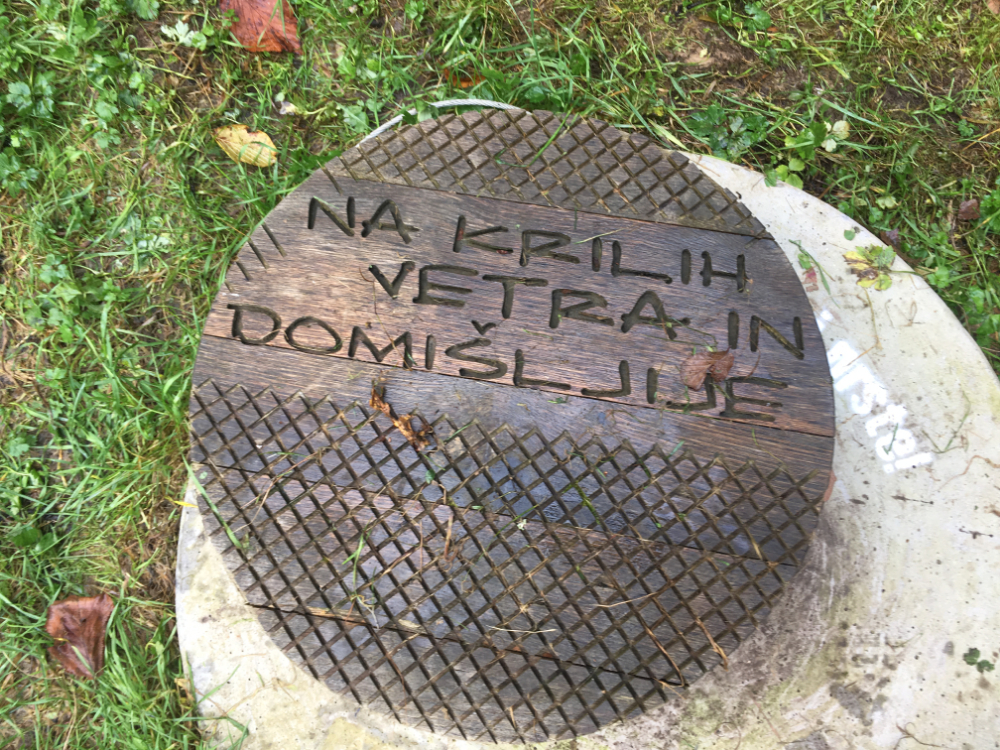 NA KRILIH
VETRA IN
DOMIŠLJIJE